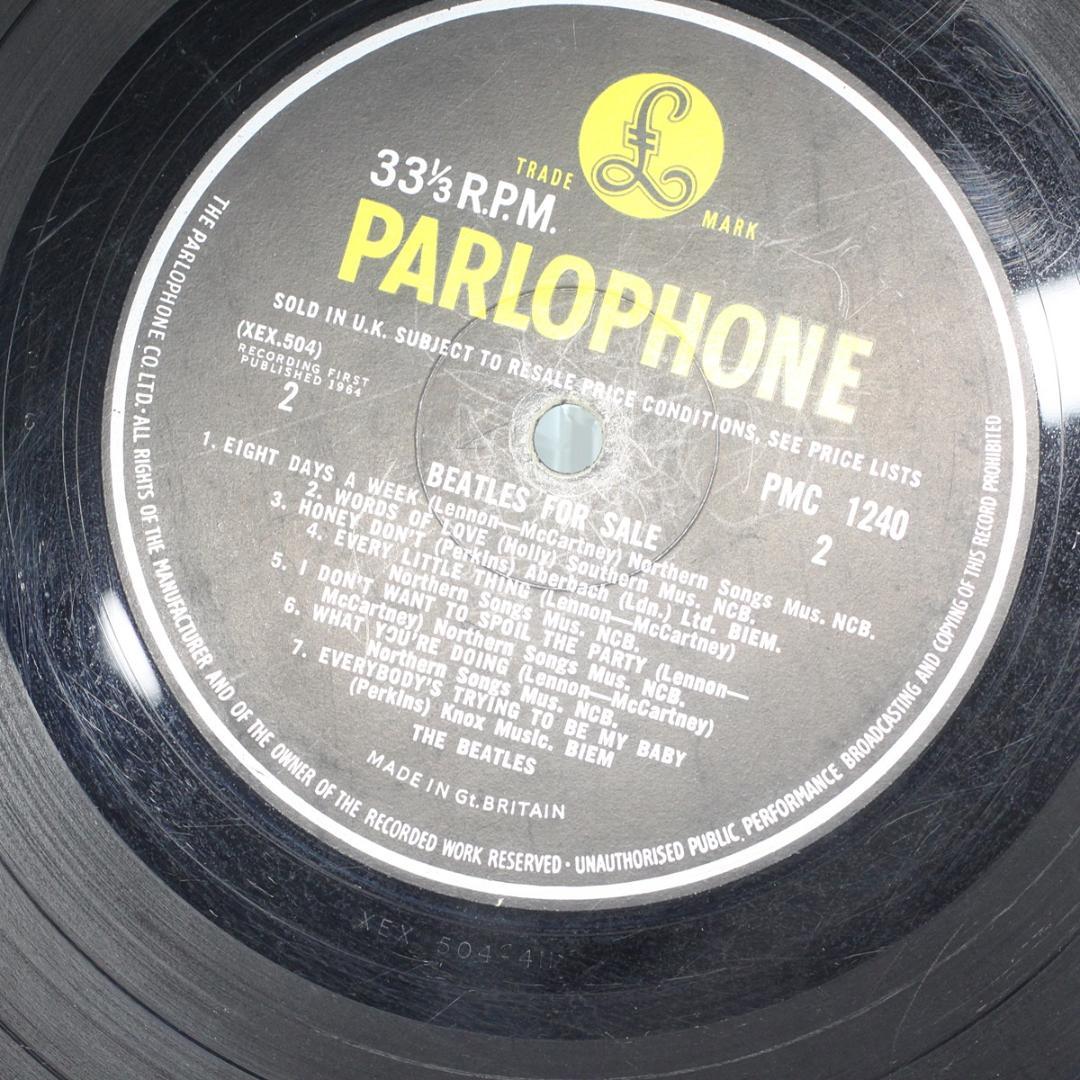 £
TRADE MARK
33⅓ R.P.M.
PARLOPHONE
SOLD IN U.K. SUBJECT TO RESALE PRICE CONDITIONS, SEE PRICE LISTS
(XEX.504)
RECORDING FIRST
PUBLISHED 1964
2
PMC 1240
2
BEATLES FOR SALE
1. EIGHT DAYS A WEEK (Lennon—McCartney) Northern Songs Mus. NCB.
2. WORDS OF LOVE (Holly) Southern Mus. NCB.
3. HONEY DON'T (Perkins) Aberbach (Ldn.) Ltd. BIEM.
4. EVERY LITTLE THING (Lennon—McCartney)
Northern Songs Mus. NCB.
5. I DON'T WANT TO SPOIL THE PARTY (Lennon—
McCartney) Northern Songs Mus. NCB.
6. WHAT YOU'RE DOING (Lennon—McCartney)
Northern Songs Mus. NCB.
7. EVERYBODY'S TRYING TO BE MY BABY
(Perkins) Knox Music. BIEM
THE BEATLES
MADE IN Gt. BRITAIN
THE PARLOPHONE CO. LTD. · ALL RIGHTS OF THE MANUFACTURER AND OF THE OWNER OF THE RECORDED WORK RESERVED · UNAUTHORISED PUBLIC PERFORMANCE BROADCASTING AND COPYING OF THIS RECORD PROHIBITED
XEX 504-4